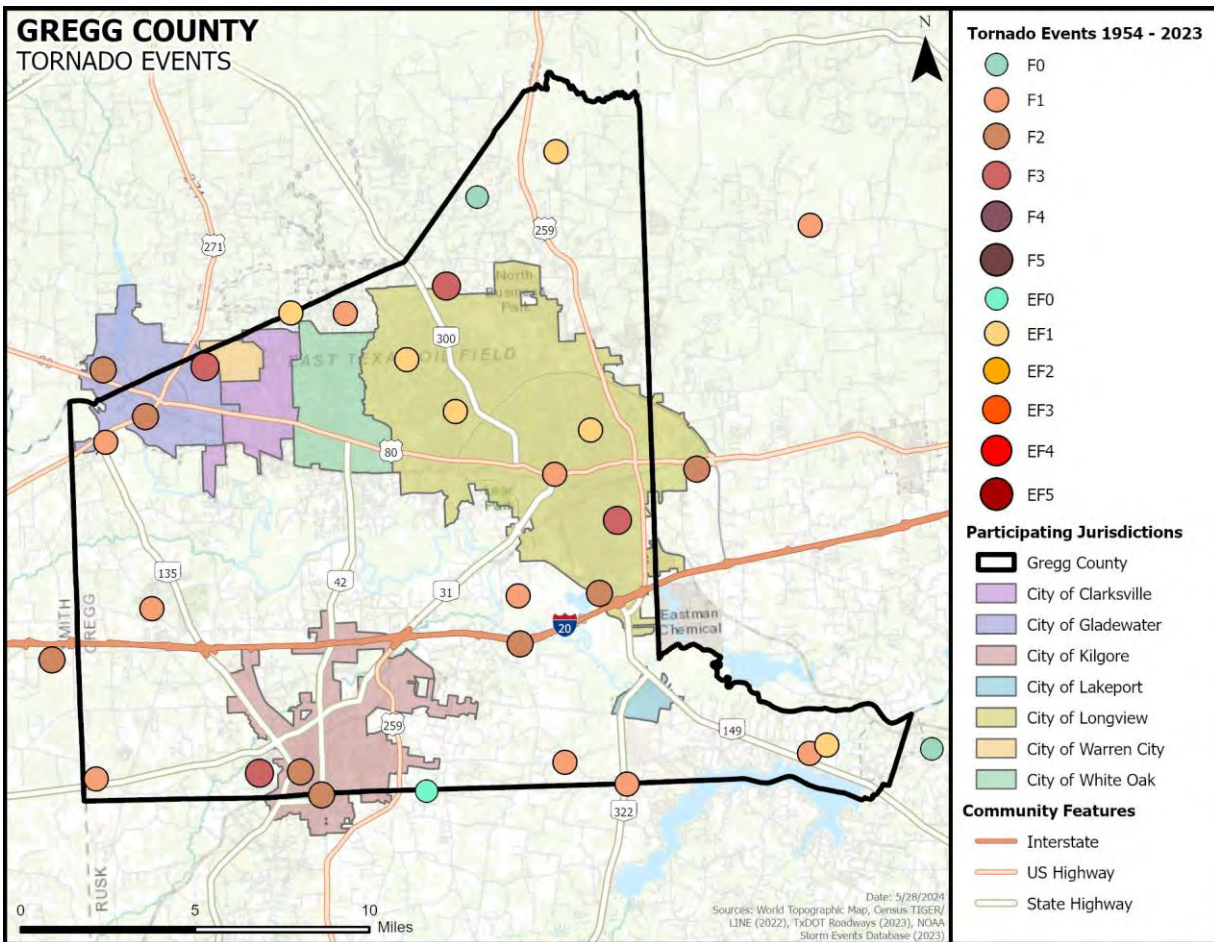 GREGG COUNTY
TORNADO EVENTS
N
271
259
300
North
Business
Park
EAST TEXAS OIL FIELD
80
135
42
31
20
SMITH
GREGG
Eastman
Chemical
259
149
322
RUSK
0 5 10
Miles
Date: 5/28/2024
Sources: World Topographic Map, Census TIGER/
LINE (2022), TxDOT Roadways (2023), NOAA
Storm Events Database (2023)
Tornado Events 1954 - 2023
F0
F1
F2
F3
F4
F5
EF0
EF1
EF2
EF3
EF4
EF5
Participating Jurisdictions
Gregg County
City of Clarksville
City of Gladewater
City of Kilgore
City of Lakeport
City of Longview
City of Warren City
City of White Oak
Community Features
Interstate
US Highway
State Highway